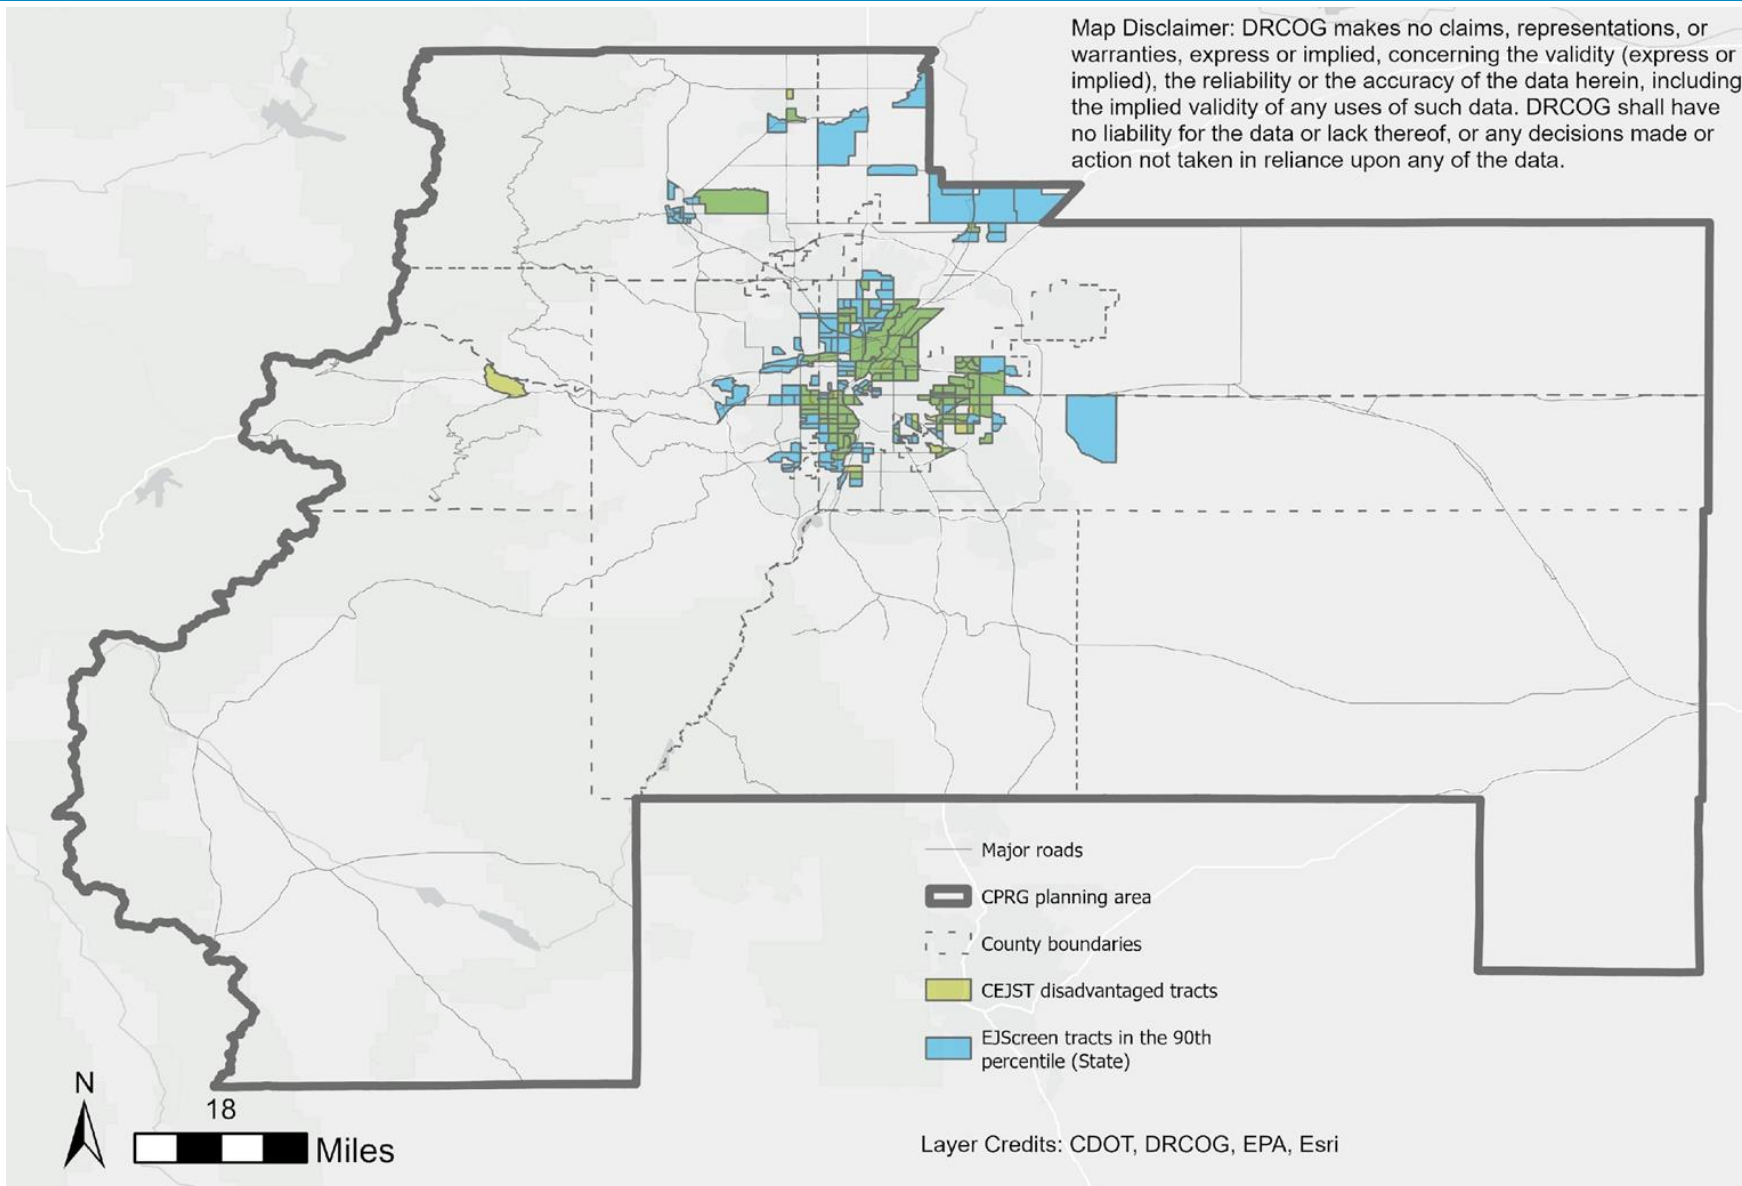 Map Disclaimer: DRCOG makes no claims, representations, or
warranties, express or implied, concerning the validity (express or
implied), the reliability or the accuracy of the data herein, including
the implied validity of any uses of such data. DRCOG shall have
no liability for the data or lack thereof, or any decisions made or
action not taken in reliance upon any of the data.
Major roads
CPRG planning area
County boundaries
CEJST disadvantaged tracts
EJScreen tracts in the 90th
percentile (State)
N
18
Miles
Layer Credits: CDOT, DRCOG, EPA, Esri